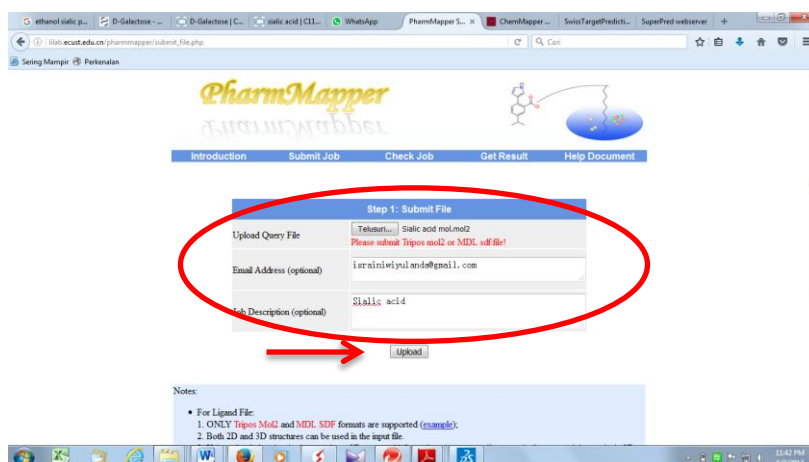 ethanol sialic p...
D-Galactose - ...
D-Galactose | C...
sialic acid | C11...
WhatsApp
PharmMapper S...
ChemMapper ...
SwissTargetPredicti...
SuperPred webserver
lilab.ecust.edu.cn/pharmmapper/submit_file.php
Cari
Sering Mampir
Perkenalan
PharmMapper
Introduction
Submit Job
Check Job
Get Result
Help Document
Step 1: Submit File
Upload Query File
Telusuri...
Sialic acid mol.mol2
Please submit Tripos mol2 or MDL sdf file!
Email Address (optional)
israiniwiyulanda@gmail.com
Job Description (optional)
Sialic acid
Upload
Notes:
For Ligand File:
1. ONLY Tripos Mol2 and MDL SDF formats are supported (example);
2. Both 2D and 3D structures can be used in the input file.
11:42 PM